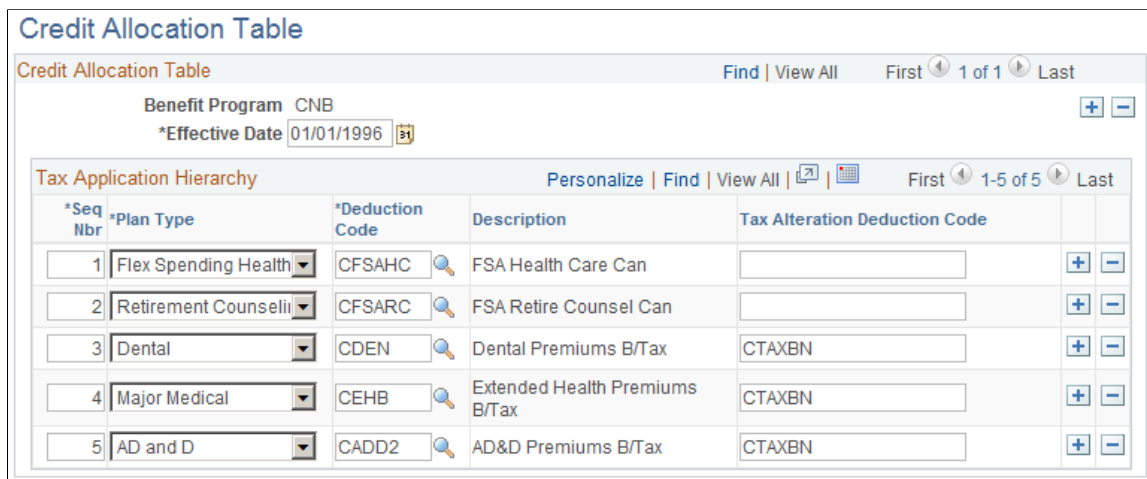 Credit Allocation Table
Credit Allocation Table Find | View All First 1 of 1 Last
Benefit Program CNB
*Effective Date 01/01/1996 31
Tax Application Hierarchy Personalize | Find | View All | | First 1-5 of 5 Last
*Seq Nbr *Plan Type *Deduction Code Description Tax Alteration Deduction Code
1 Flex Spending Health CFSAHC FSA Health Care Can
2 Retirement Counselin CFSARC FSA Retire Counsel Can
3 Dental CDEN Dental Premiums B/Tax CTAXBN
4 Major Medical CEHB Extended Health Premiums B/Tax CTAXBN
5 AD and D CADD2 AD&D Premiums B/Tax CTAXBN